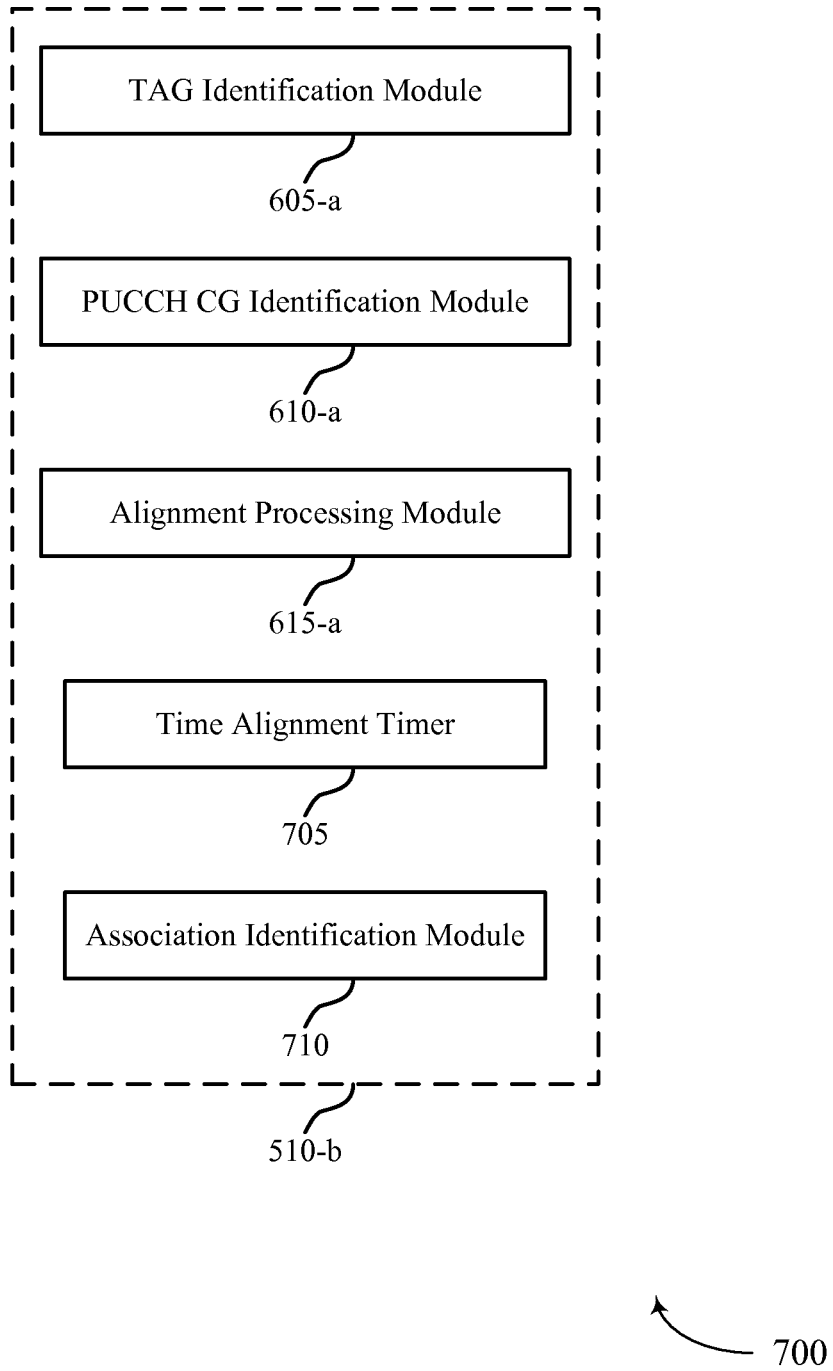 TAG Identification Module
605-a
PUCCH CG Identification Module
610-a
Alignment Processing Module
615-a
Time Alignment Timer
705
Association Identification Module
710
510-b
700